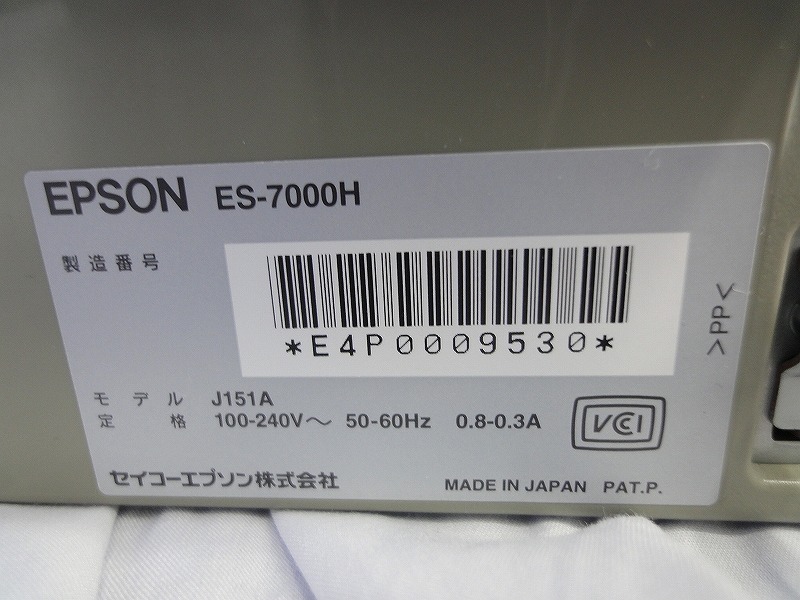 EPSON ES-7000H
製造番号
*E4P0009530*
>PP<
モデル J151A
定格 100-240V～ 50-60Hz 0.8-0.3A
VCI
セイコーエプソン株式会社
MADE IN JAPAN PAT.P.